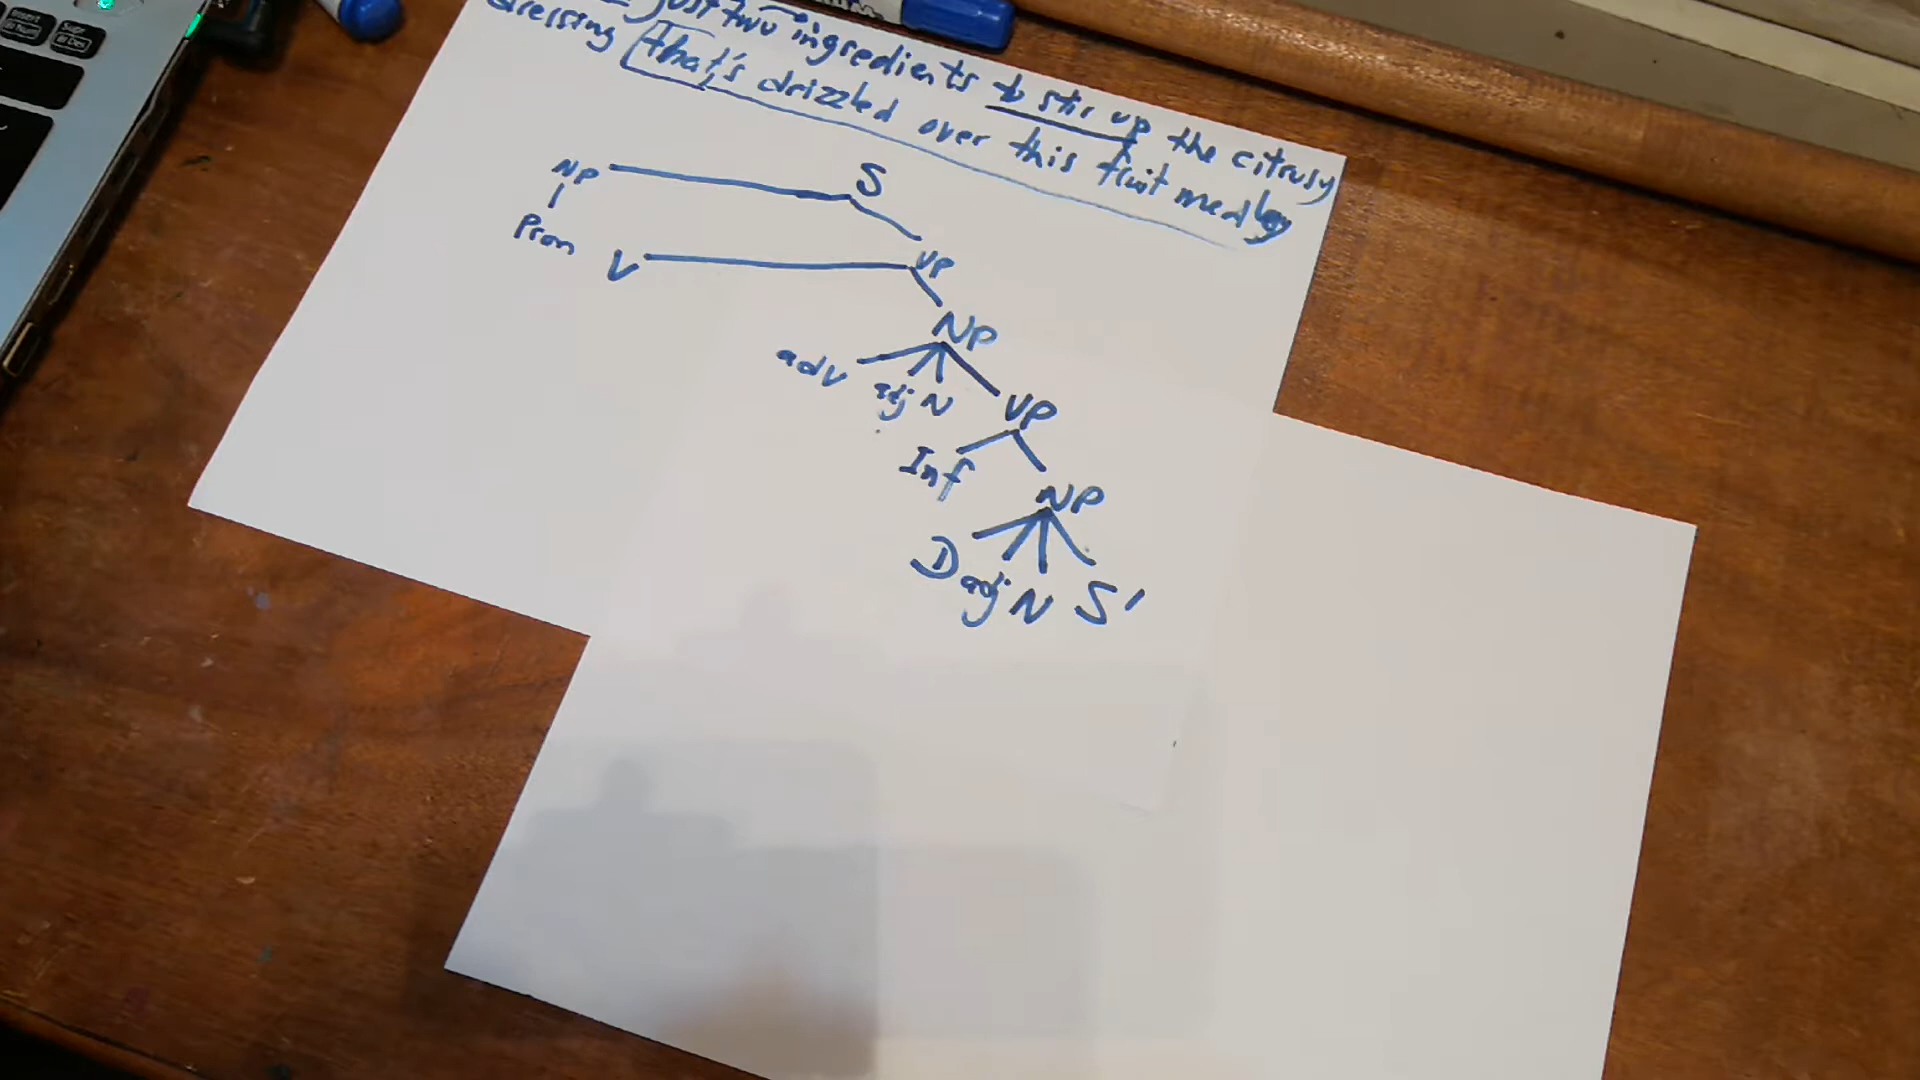 just two ingredients to stir up the citrusy
dressing that's drizzled over this fruit medley
S
NP
Pron
VP
V
NP
adv adj N VP
Inf NP
D adj N S'